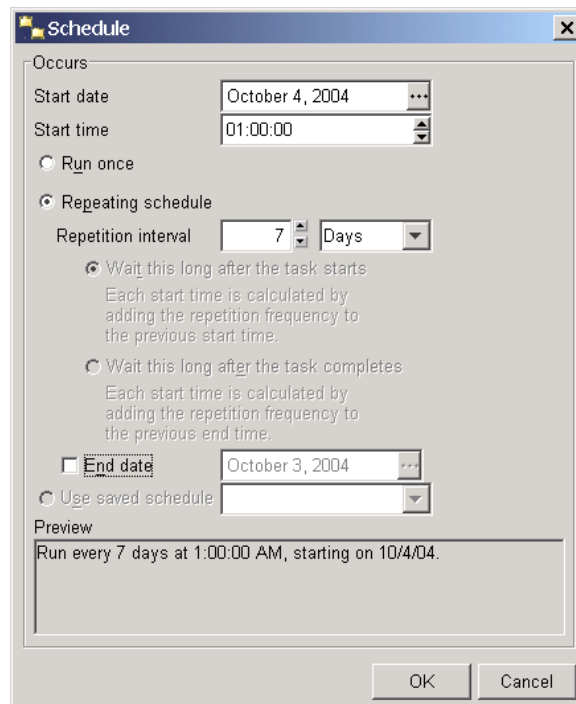 Schedule
Occurs
Start date October 4, 2004 ...
Start time 01:00:00
Run once
Repeating schedule
Repetition interval 7 Days
Wait this long after the task starts
Each start time is calculated by
adding the repetition frequency to
the previous start time.
Wait this long after the task completes
Each start time is calculated by
adding the repetition frequency to
the previous end time.
End date October 3, 2004 ...
Use saved schedule
Preview
Run every 7 days at 1:00:00 AM, starting on 10/4/04.
OK Cancel